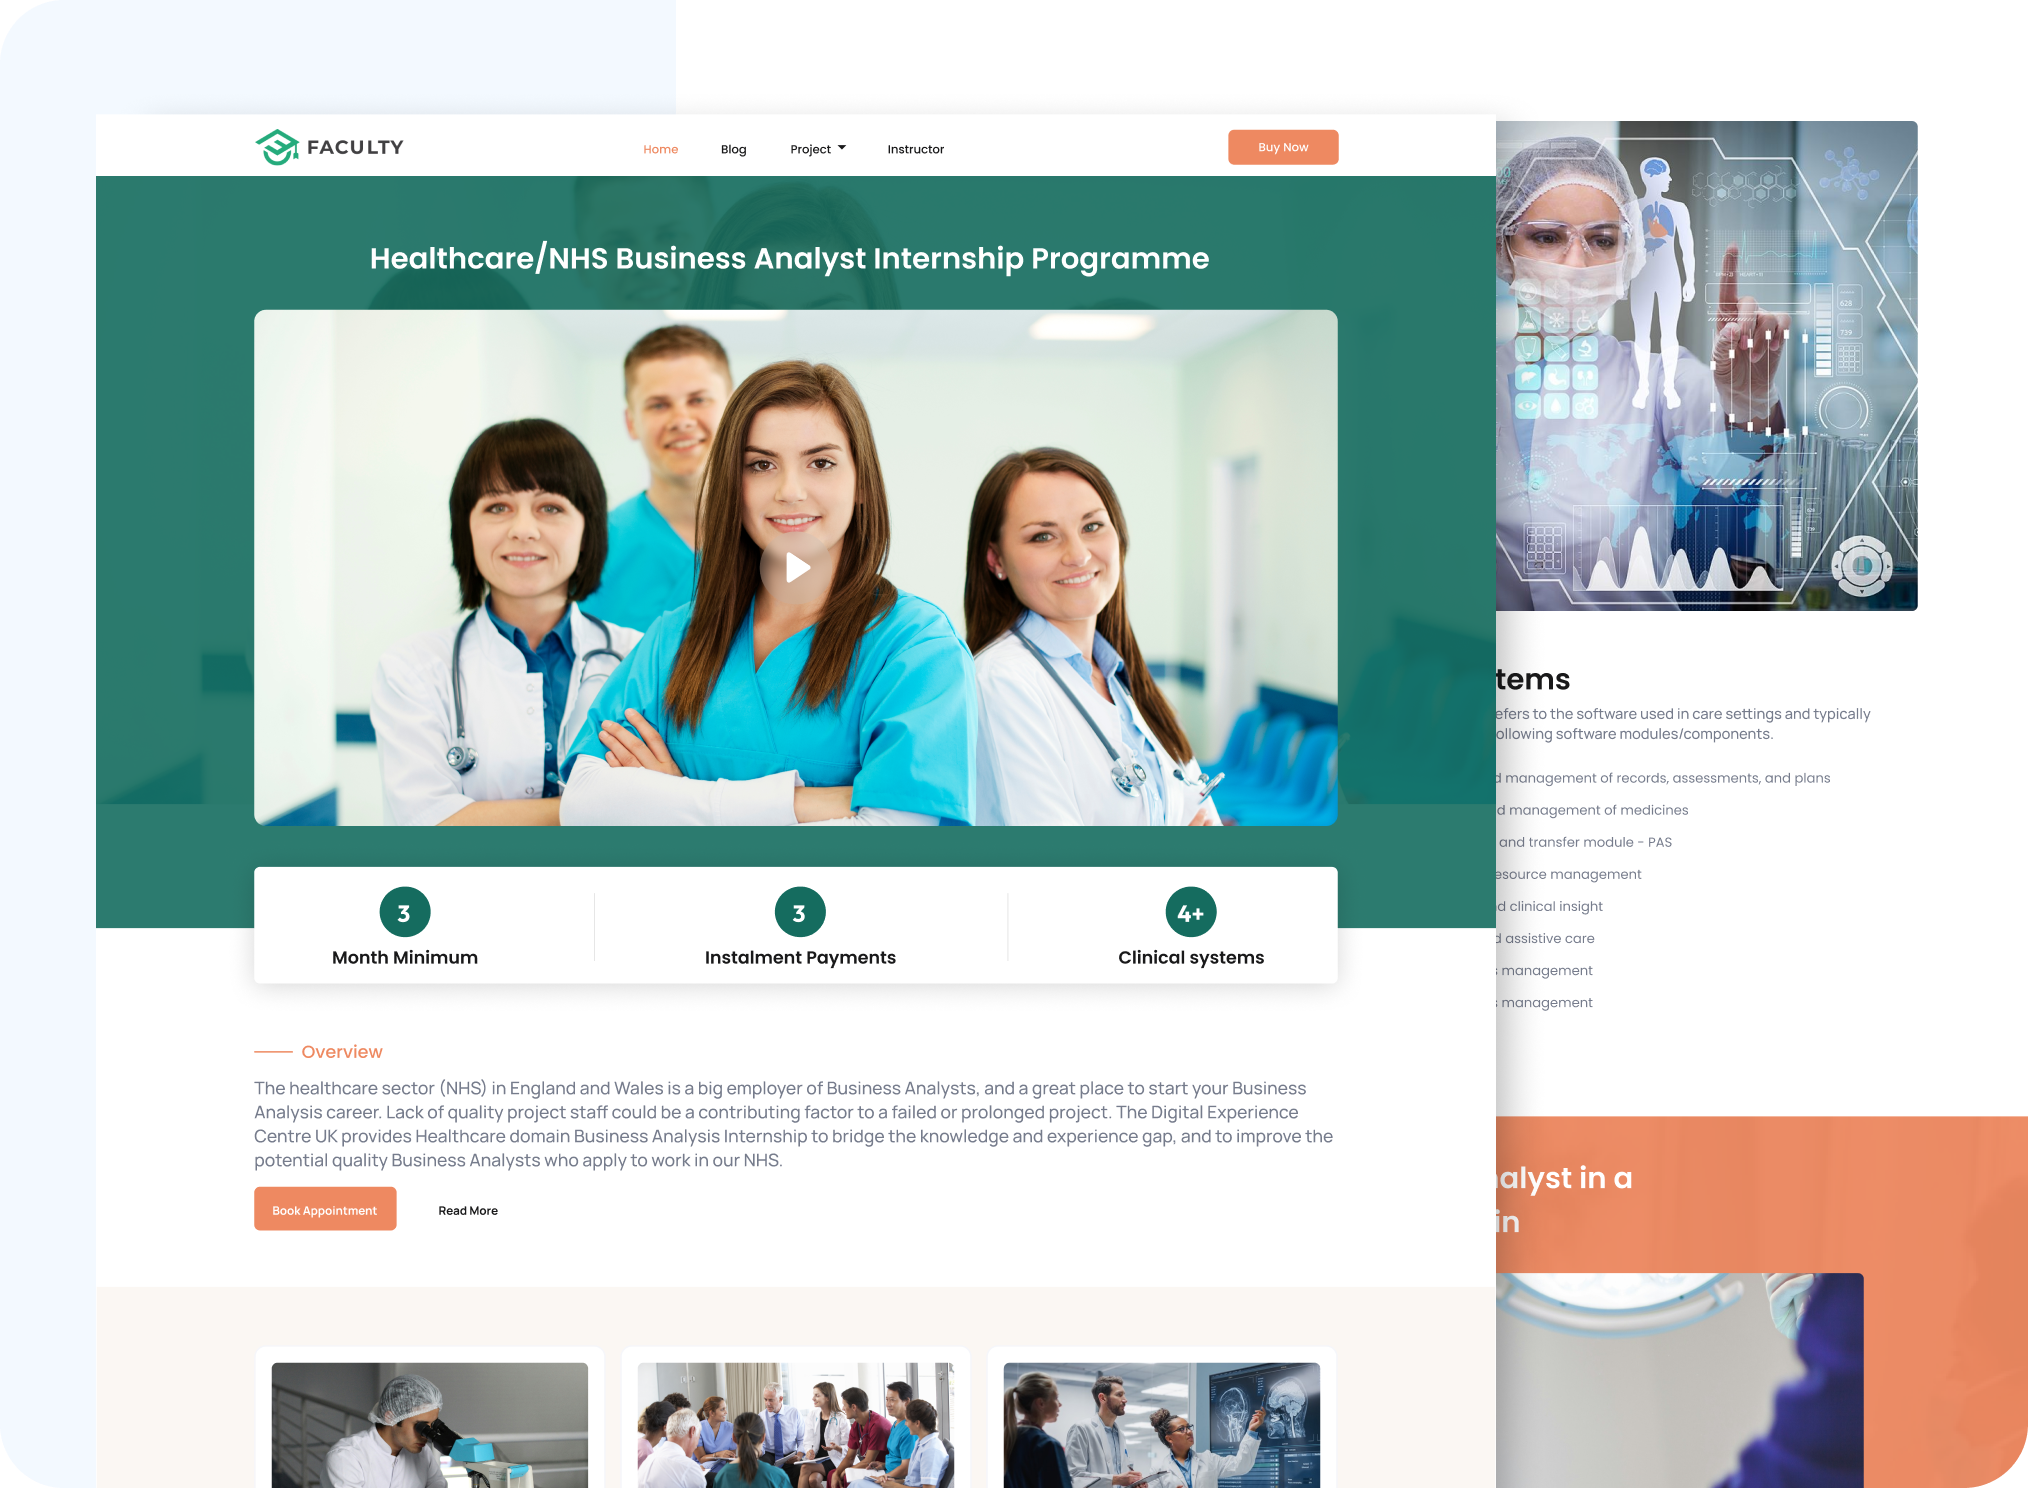 FACULTY
Home
Blog
Project
Instructor
Buy Now
Healthcare/NHS Business Analyst Internship Programme
3
Month Minimum
3
Instalment Payments
4+
Clinical systems
Overview
The healthcare sector (NHS) in England and Wales is a big employer of Business Analysts, and a great place to start your Business
Analysis career. Lack of quality project staff could be a contributing factor to a failed or prolonged project. The Digital Experience
Centre UK provides Healthcare domain Business Analysis Internship to bridge the knowledge and experience gap, and to improve the
potential quality Business Analysts who apply to work in our NHS.
Book Appointment
Read More
628
739
tems
efers to the software used in care settings and typically
ollowing software modules/components.
d management of records, assessments, and plans
d management of medicines
and transfer module - PAS
esource management
d clinical insight
d assistive care
s management
s management
alyst in a
in